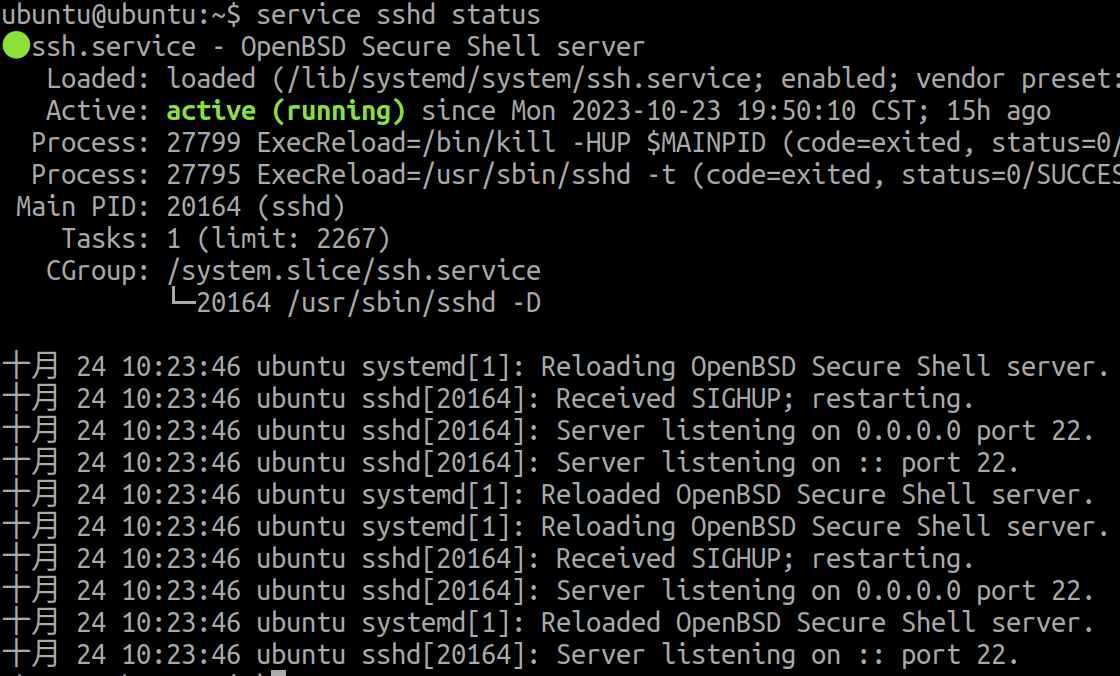 ubuntu@ubuntu:~$ service sshd status
●ssh.service - OpenBSD Secure Shell server
Loaded: loaded (/lib/systemd/system/ssh.service; enabled; vendor preset:
Active: active (running) since Mon 2023-10-23 19:50:10 CST; 15h ago
Process: 27799 ExecReload=/bin/kill -HUP $MAINPID (code=exited, status=0/
Process: 27795 ExecReload=/usr/sbin/sshd -t (code=exited, status=0/SUCCES
Main PID: 20164 (sshd)
Tasks: 1 (limit: 2267)
CGroup: /system.slice/ssh.service
└─20164 /usr/sbin/sshd -D
十月 24 10:23:46 ubuntu systemd[1]: Reloading OpenBSD Secure Shell server.
十月 24 10:23:46 ubuntu sshd[20164]: Received SIGHUP; restarting.
十月 24 10:23:46 ubuntu sshd[20164]: Server listening on 0.0.0.0 port 22.
十月 24 10:23:46 ubuntu sshd[20164]: Server listening on :: port 22.
十月 24 10:23:46 ubuntu systemd[1]: Reloaded OpenBSD Secure Shell server.
十月 24 10:23:46 ubuntu systemd[1]: Reloading OpenBSD Secure Shell server.
十月 24 10:23:46 ubuntu sshd[20164]: Received SIGHUP; restarting.
十月 24 10:23:46 ubuntu sshd[20164]: Server listening on 0.0.0.0 port 22.
十月 24 10:23:46 ubuntu systemd[1]: Reloaded OpenBSD Secure Shell server.
十月 24 10:23:46 ubuntu sshd[20164]: Server listening on :: port 22.